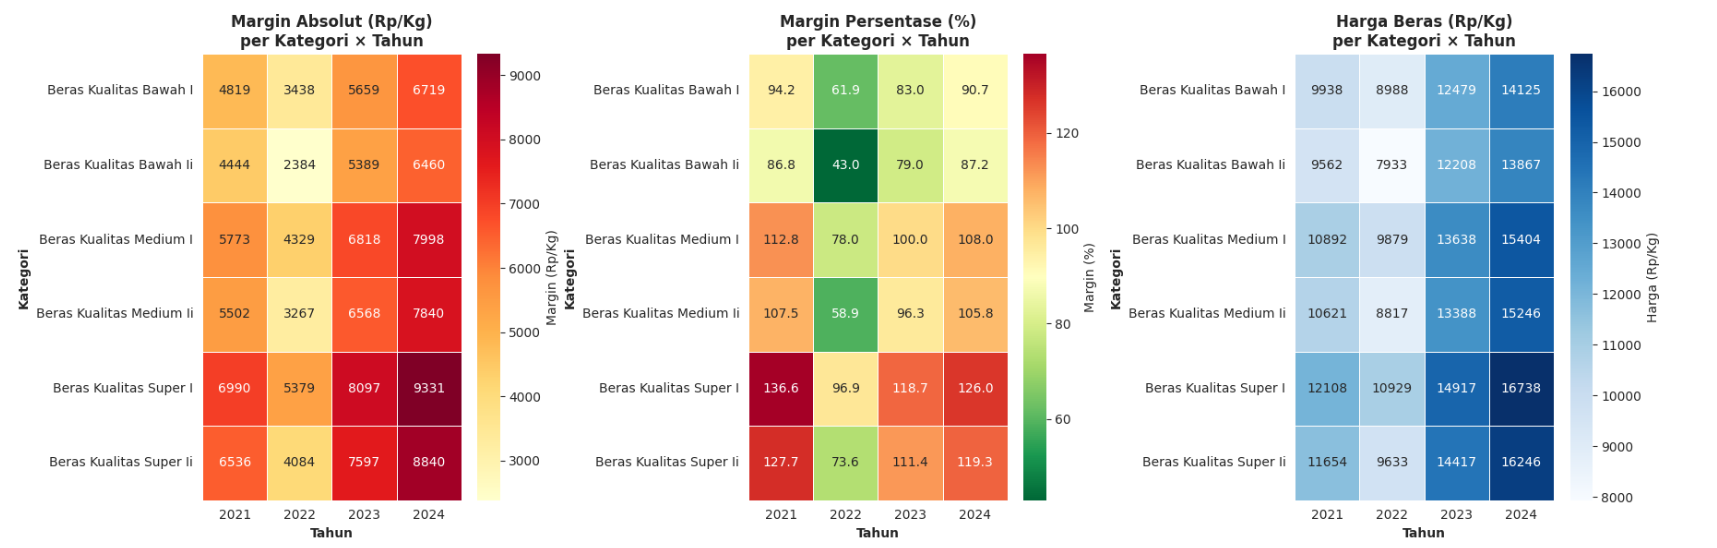 Margin Absolut (Rp/Kg)
per Kategori × Tahun
Kategori
Beras Kualitas Bawah I 4819 3438 5659 6719
Beras Kualitas Bawah Ii 4444 2384 5389 6460
Beras Kualitas Medium I 5773 4329 6818 7998
Beras Kualitas Medium Ii 5502 3267 6568 7840
Beras Kualitas Super I 6990 5379 8097 9331
Beras Kualitas Super Ii 6536 4084 7597 8840
2021 2022 2023 2024
Tahun
9000
8000
7000
6000
5000
4000
3000
Margin (Rp/Kg)
Margin Persentase (%)
per Kategori × Tahun
Kategori
Beras Kualitas Bawah I 94.2 61.9 83.0 90.7
Beras Kualitas Bawah Ii 86.8 43.0 79.0 87.2
Beras Kualitas Medium I 112.8 78.0 100.0 108.0
Beras Kualitas Medium Ii 107.5 58.9 96.3 105.8
Beras Kualitas Super I 136.6 96.9 118.7 126.0
Beras Kualitas Super Ii 127.7 73.6 111.4 119.3
2021 2022 2023 2024
Tahun
120
100
80
60
Margin (%)
Harga Beras (Rp/Kg)
per Kategori × Tahun
Kategori
Beras Kualitas Bawah I 9938 8988 12479 14125
Beras Kualitas Bawah Ii 9562 7933 12208 13867
Beras Kualitas Medium I 10892 9879 13638 15404
Beras Kualitas Medium Ii 10621 8817 13388 15246
Beras Kualitas Super I 12108 10929 14917 16738
Beras Kualitas Super Ii 11654 9633 14417 16246
2021 2022 2023 2024
Tahun
16000
15000
14000
13000
12000
11000
10000
9000
8000
Harga (Rp/Kg)